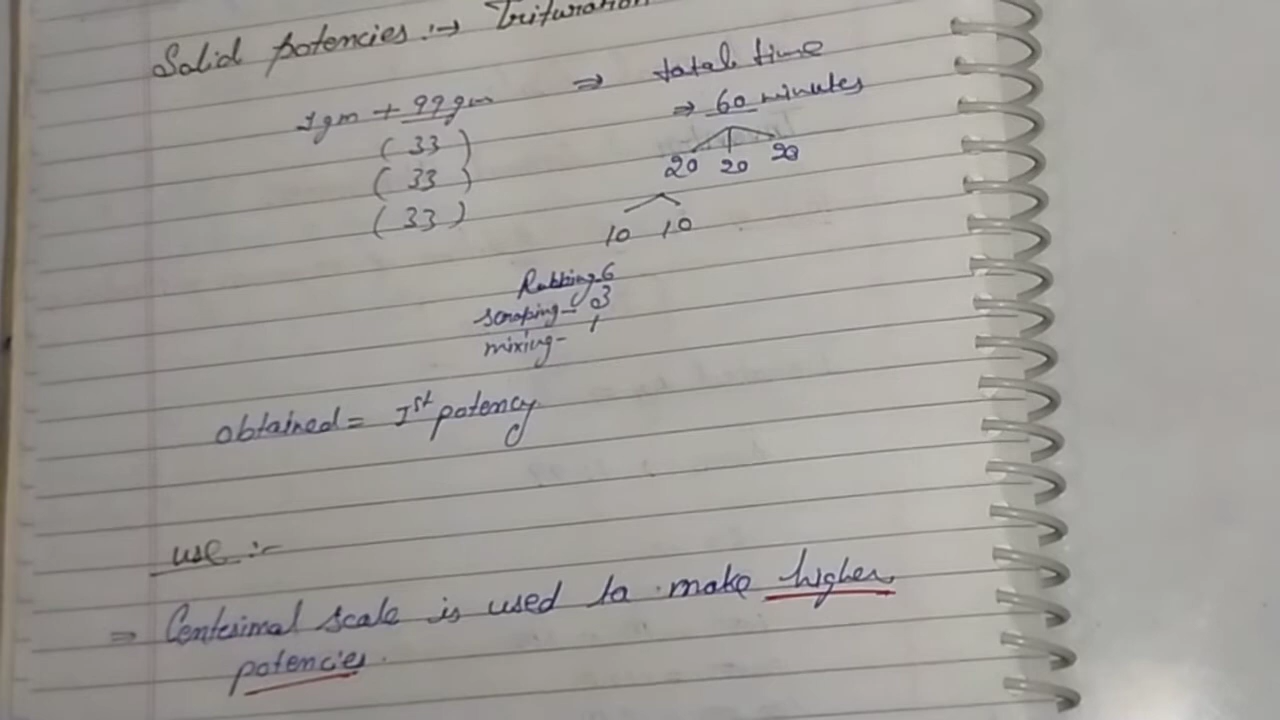 Solid potencies :→ Trituration
1gm + 99gm ⇒ total time
⇒ 60 minutes
(33)
20 20 20
(33)
(33)
10 10
Rubbing - 6
scraping - 3
mixing - 1
obtained = Ist potency
use :-
⇒ Centesimal scale is used to make higher
potencies.